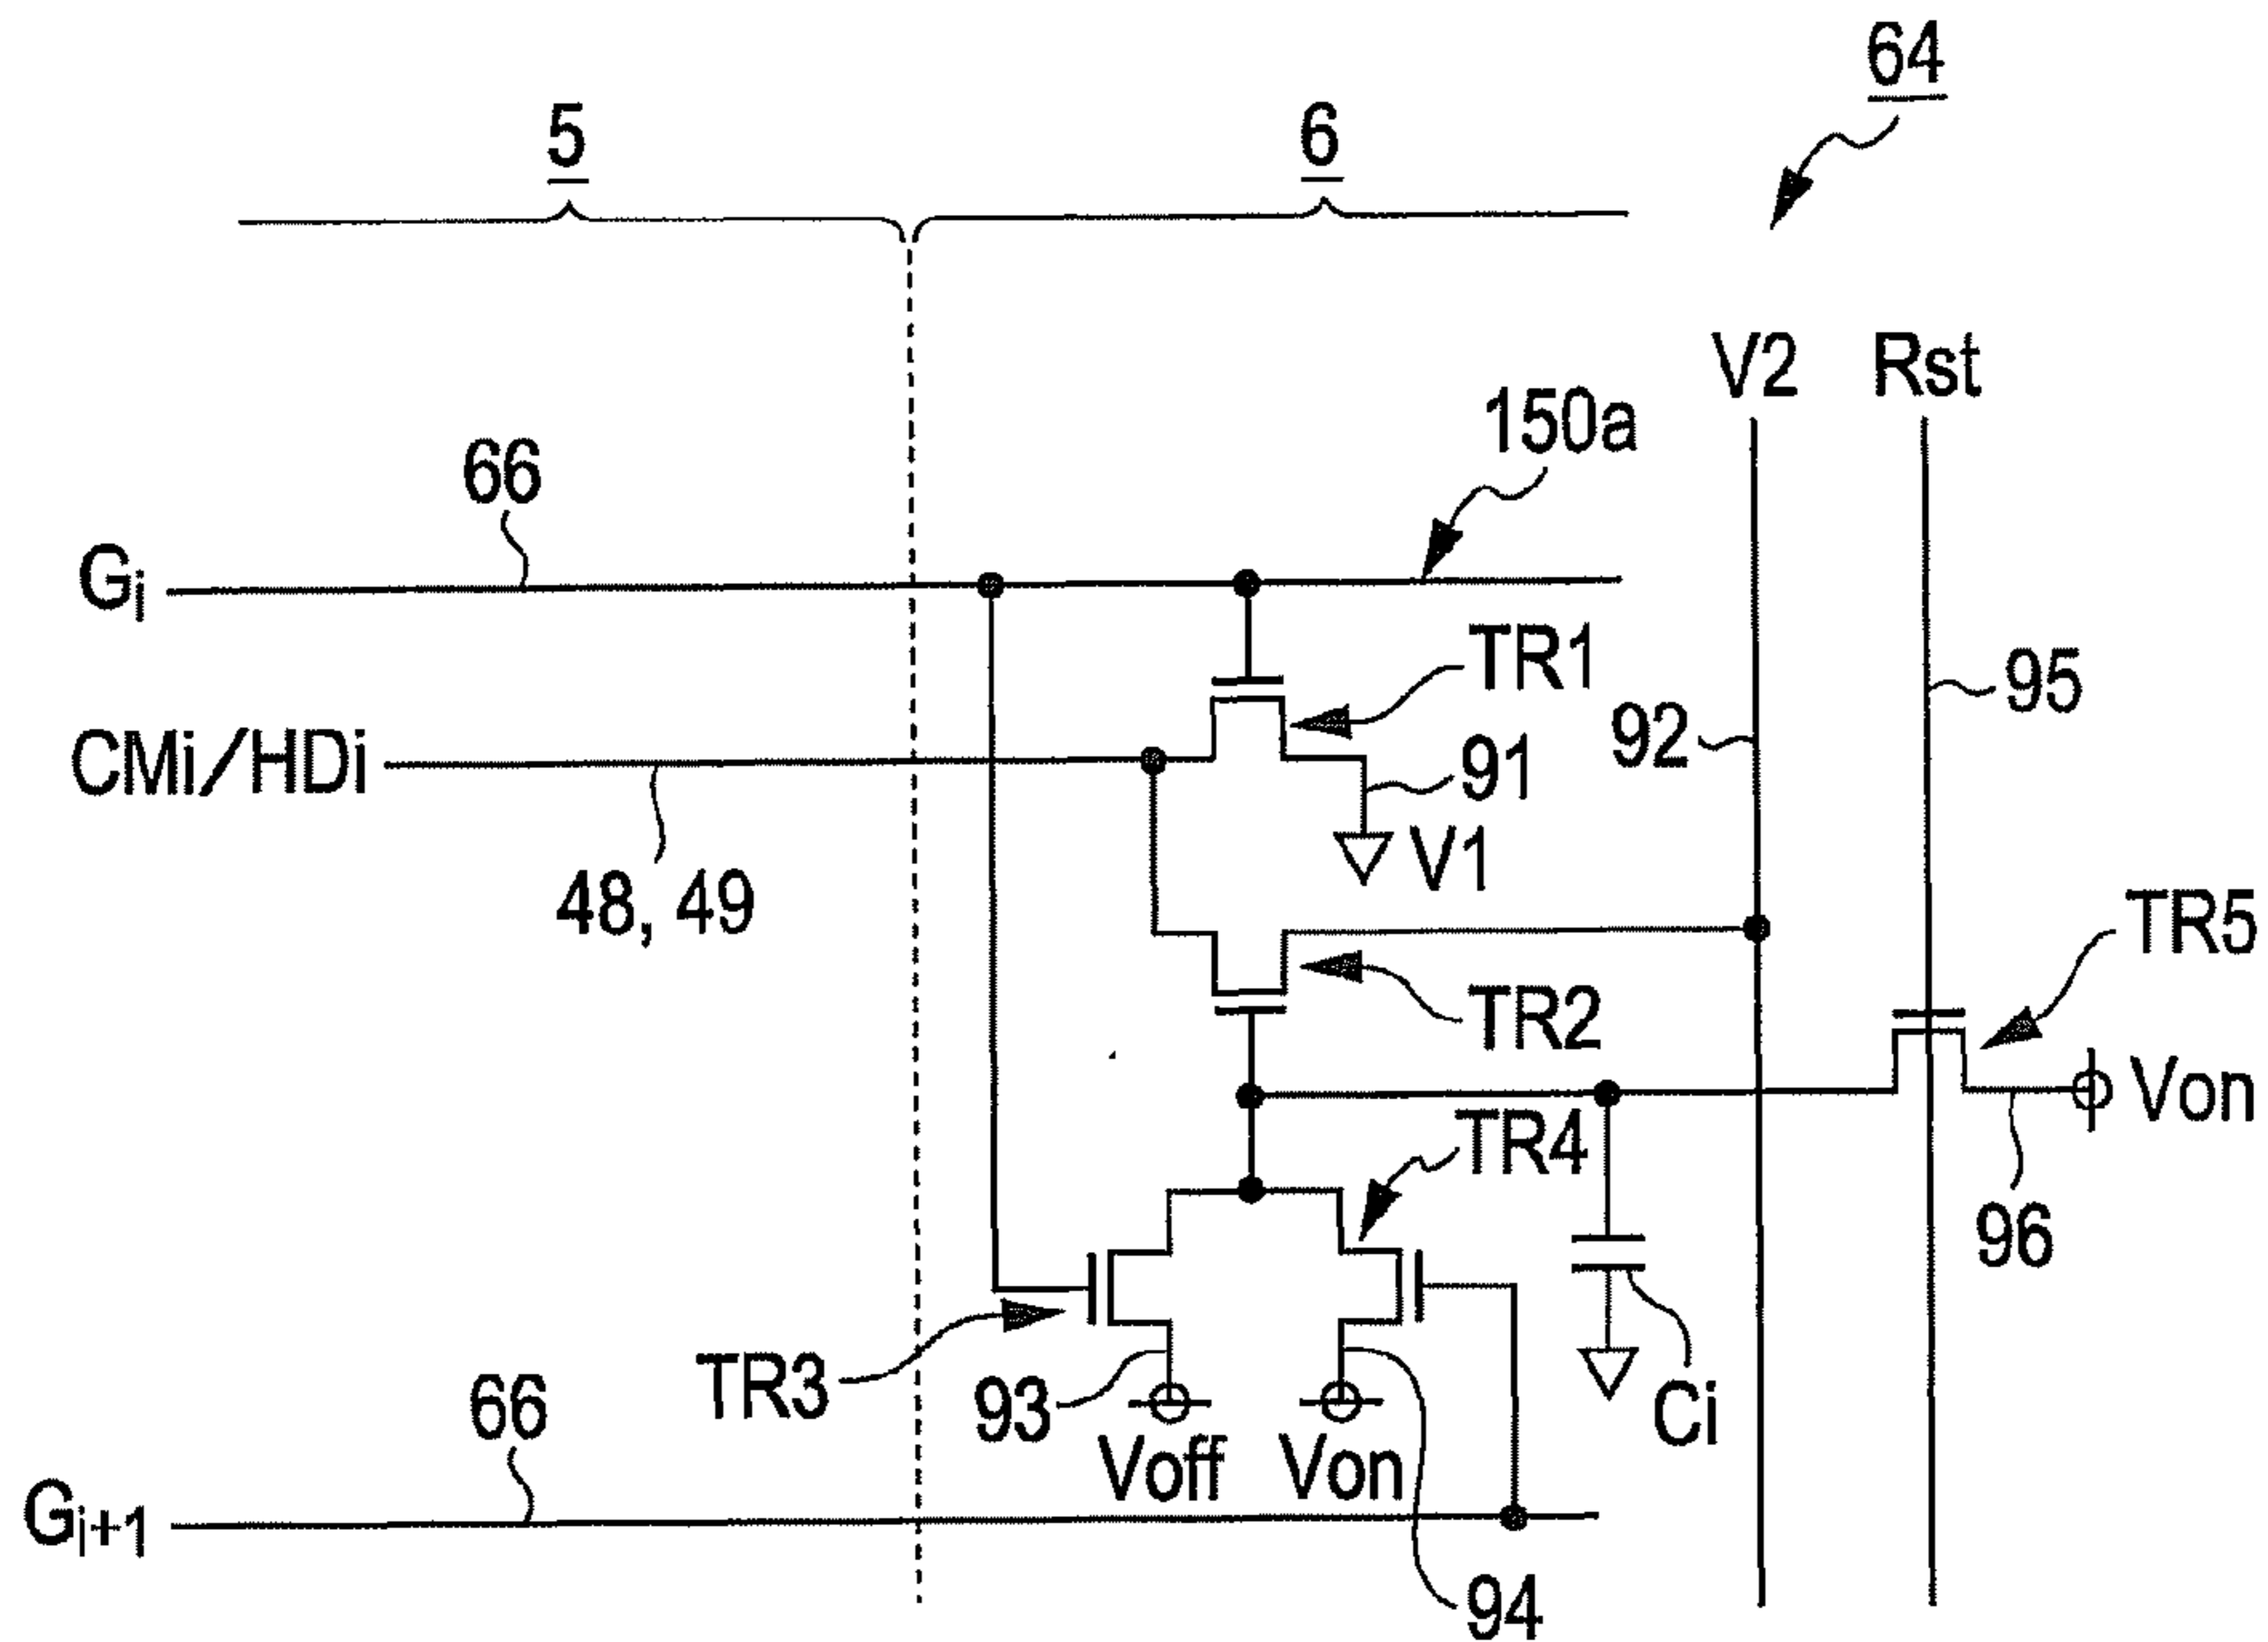 64
5
6
V2
Rst
150a
66
Gi
TR1
95
92
CMi/HDi
91
V1
48, 49
TR5
TR2
Von
TR4
96
TR3
93
Ci
66
Voff
Von
Gi+1
94